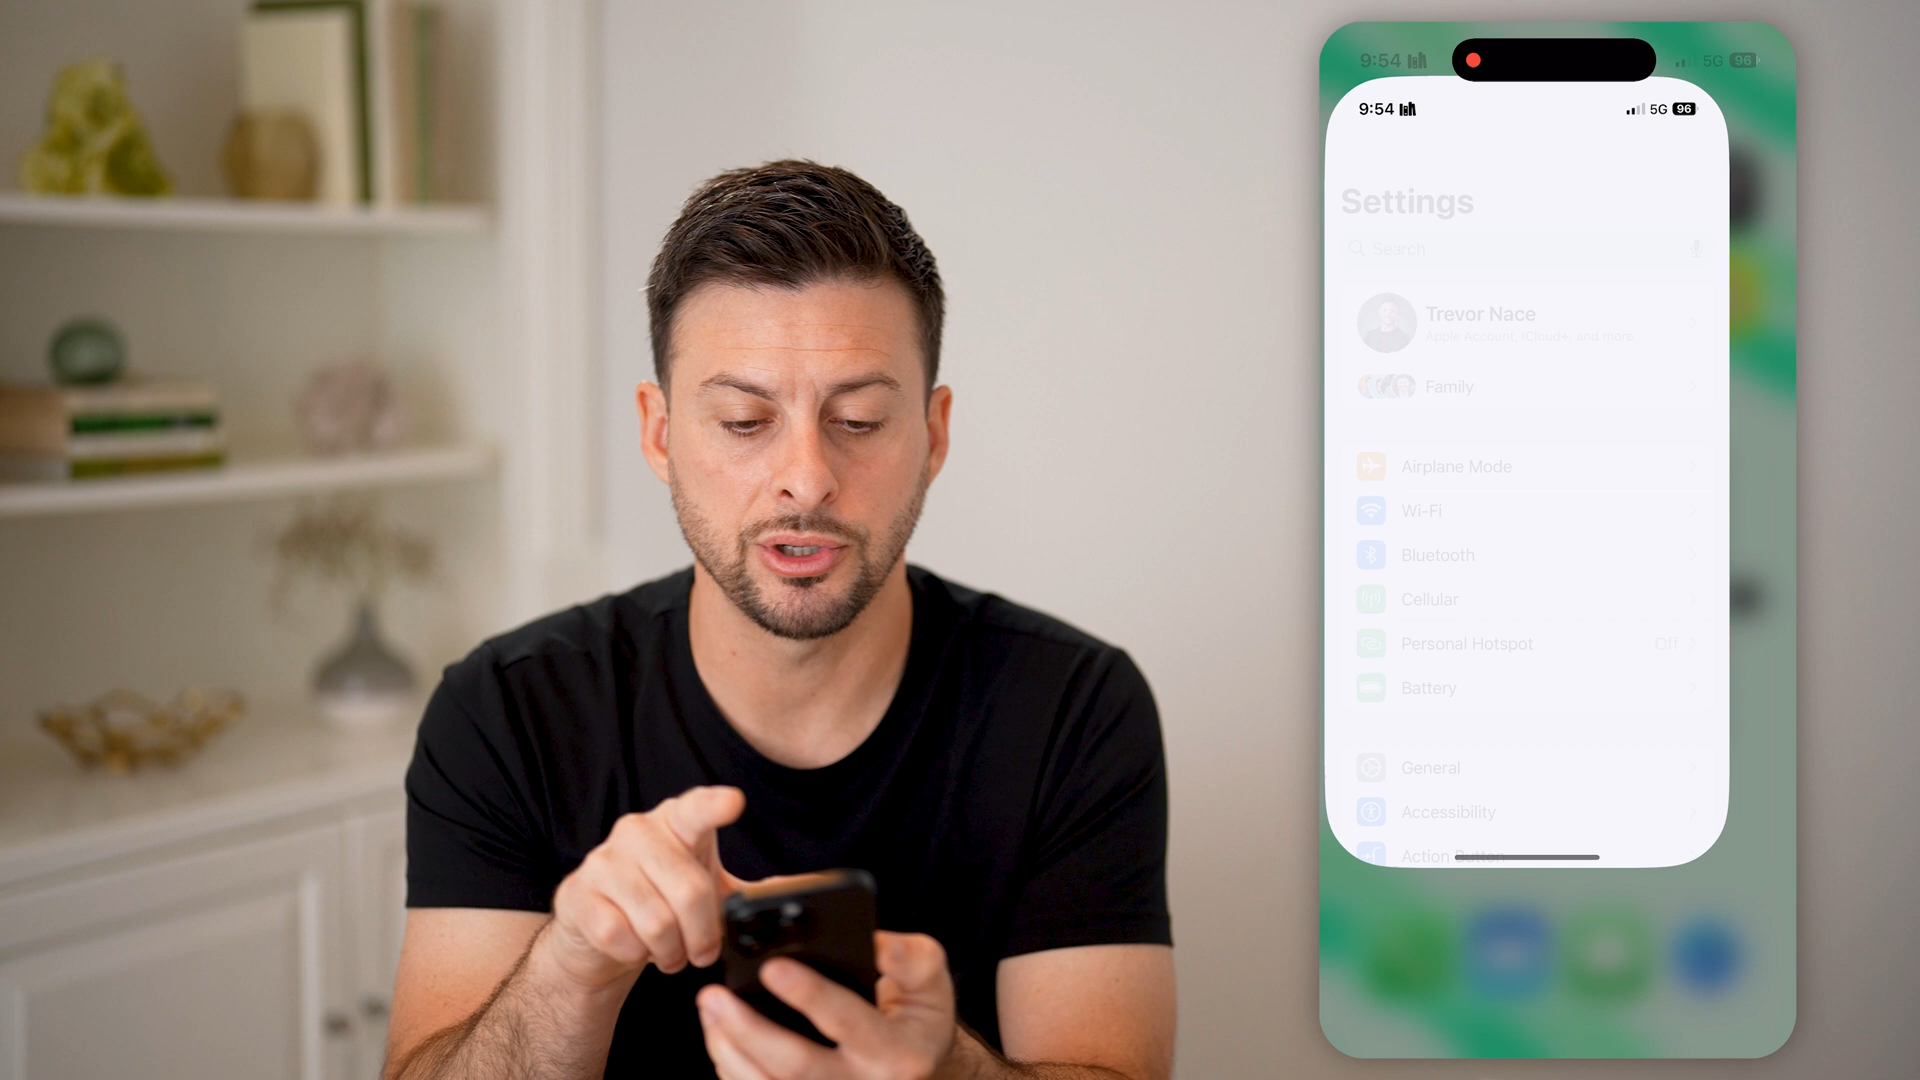 9:54 5G 96
9:54 5G 96
Settings
Search
Trevor Nace
Apple Account, iCloud+, and more
Family
Airplane Mode
Wi-Fi
Bluetooth
Cellular
Personal Hotspot Off
Battery
General
Accessibility
Action Button